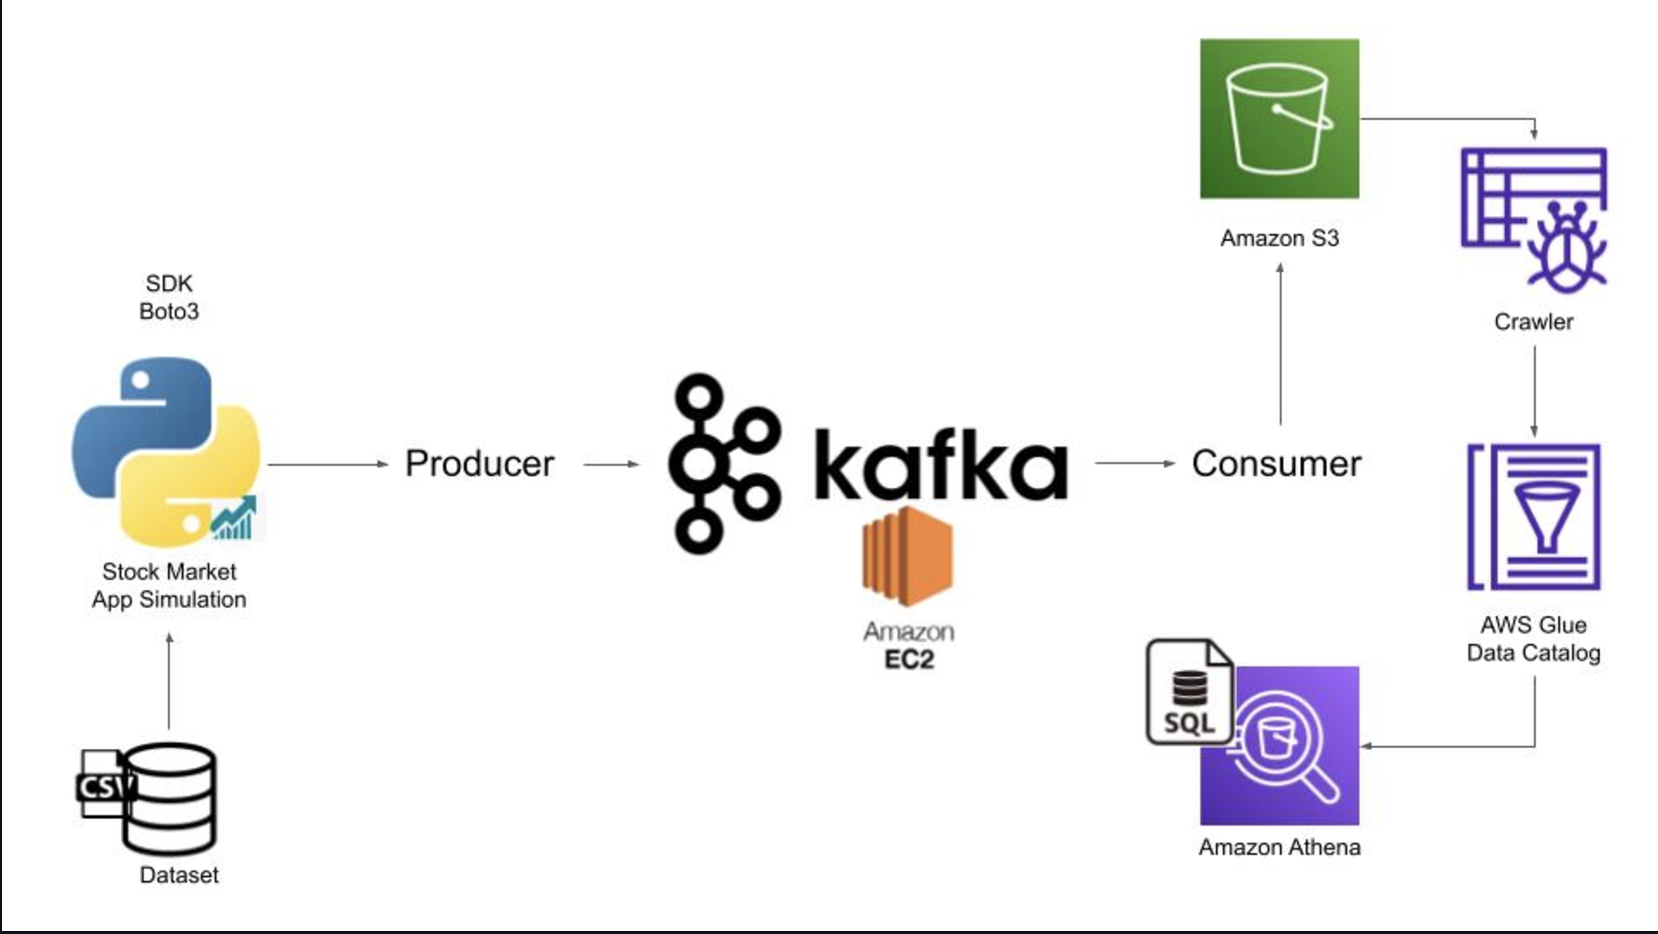 SDK
Boto3
Stock Market
App Simulation
CSV
Dataset
Producer
kafka
Amazon
EC2
Consumer
Amazon S3
Crawler
AWS Glue
Data Catalog
SQL
Amazon Athena